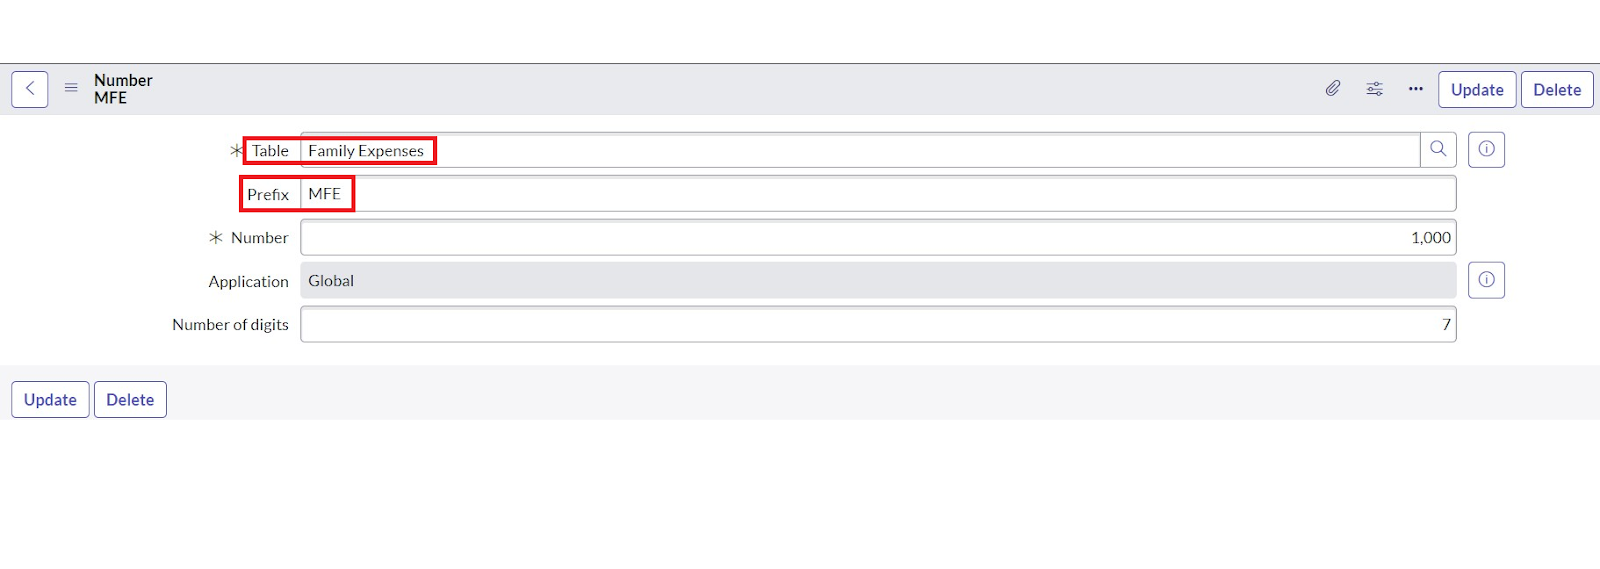 Number
MFE
Update Delete
* Table Family Expenses
Prefix MFE
* Number 1,000
Application Global
Number of digits 7
Update Delete